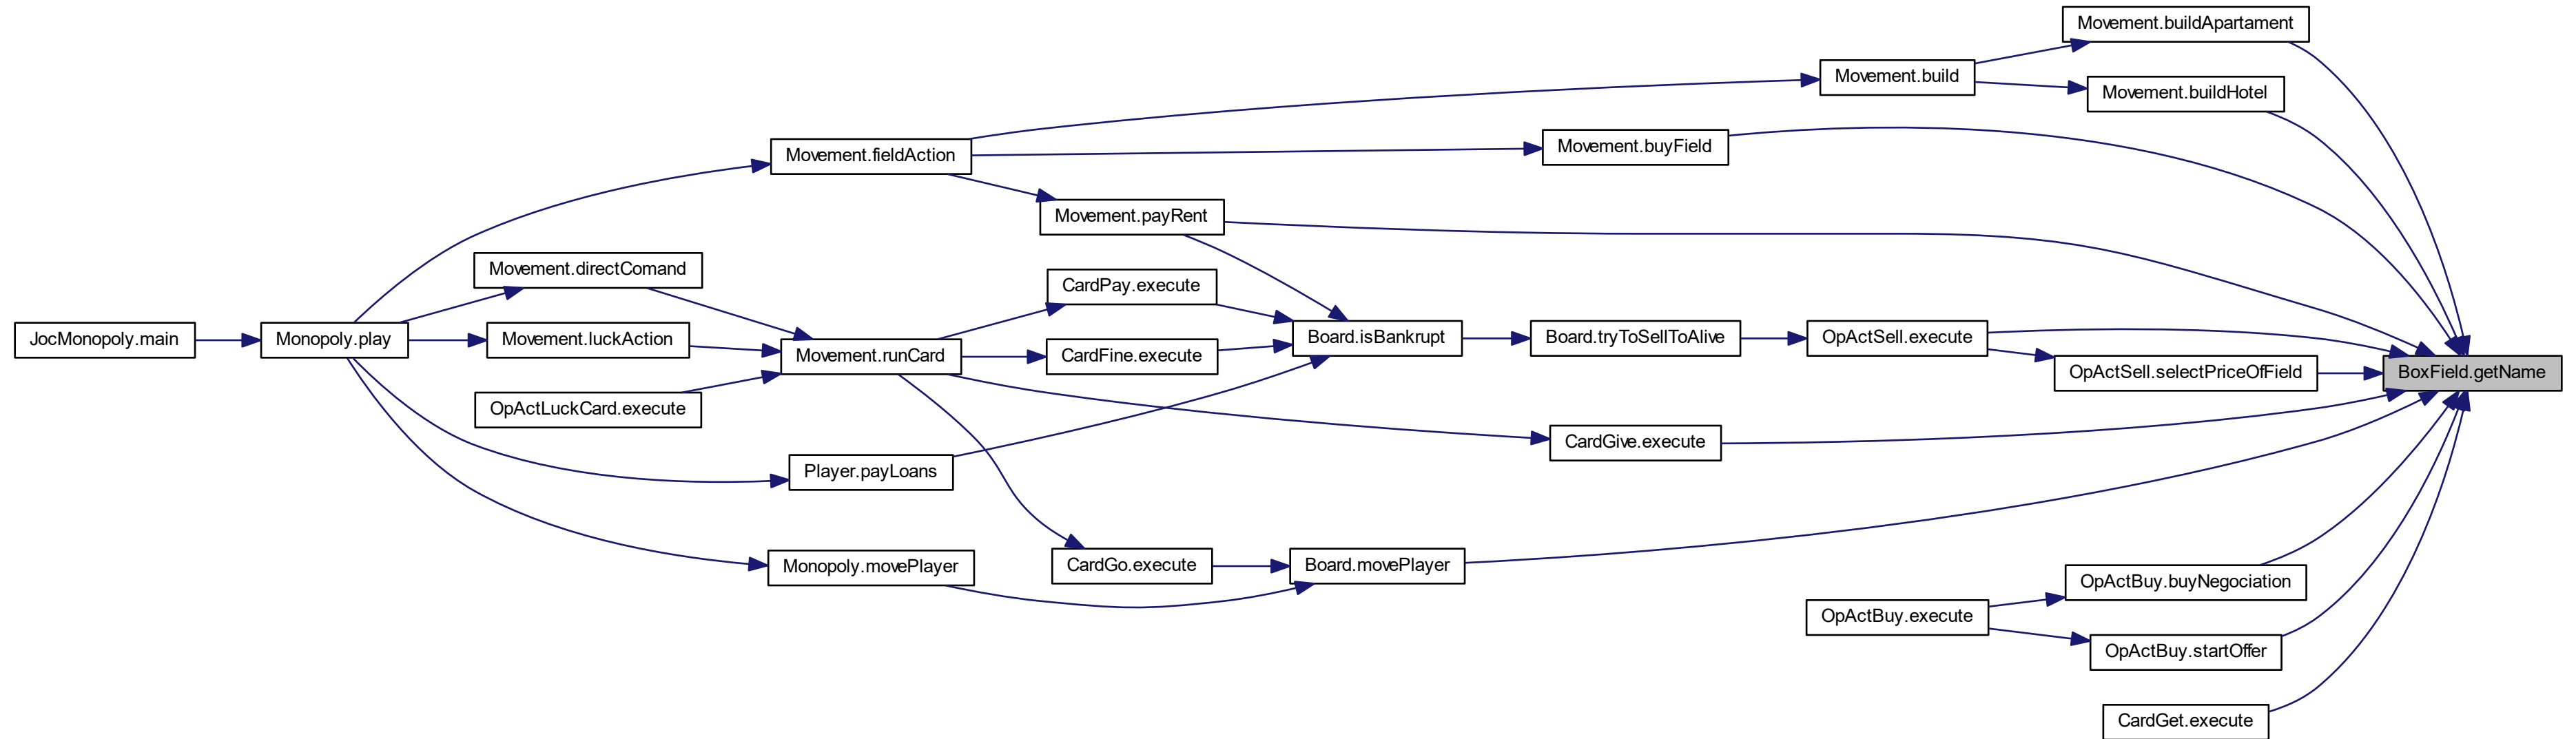 Movement.buildApartament
Movement.build
Movement.buildHotel
Movement.fieldAction
Movement.buyField
Movement.payRent
Movement.directComand
CardPay.execute
JocMonopoly.main
Monopoly.play
Movement.luckAction
Movement.runCard
CardFine.execute
Board.isBankrupt
Board.tryToSellToAlive
OpActSell.execute
OpActSell.selectPriceOfField
BoxField.getName
OpActLuckCard.execute
CardGive.execute
Player.payLoans
Monopoly.movePlayer
CardGo.execute
Board.movePlayer
OpActBuy.buyNegociation
OpActBuy.execute
OpActBuy.startOffer
CardGet.execute